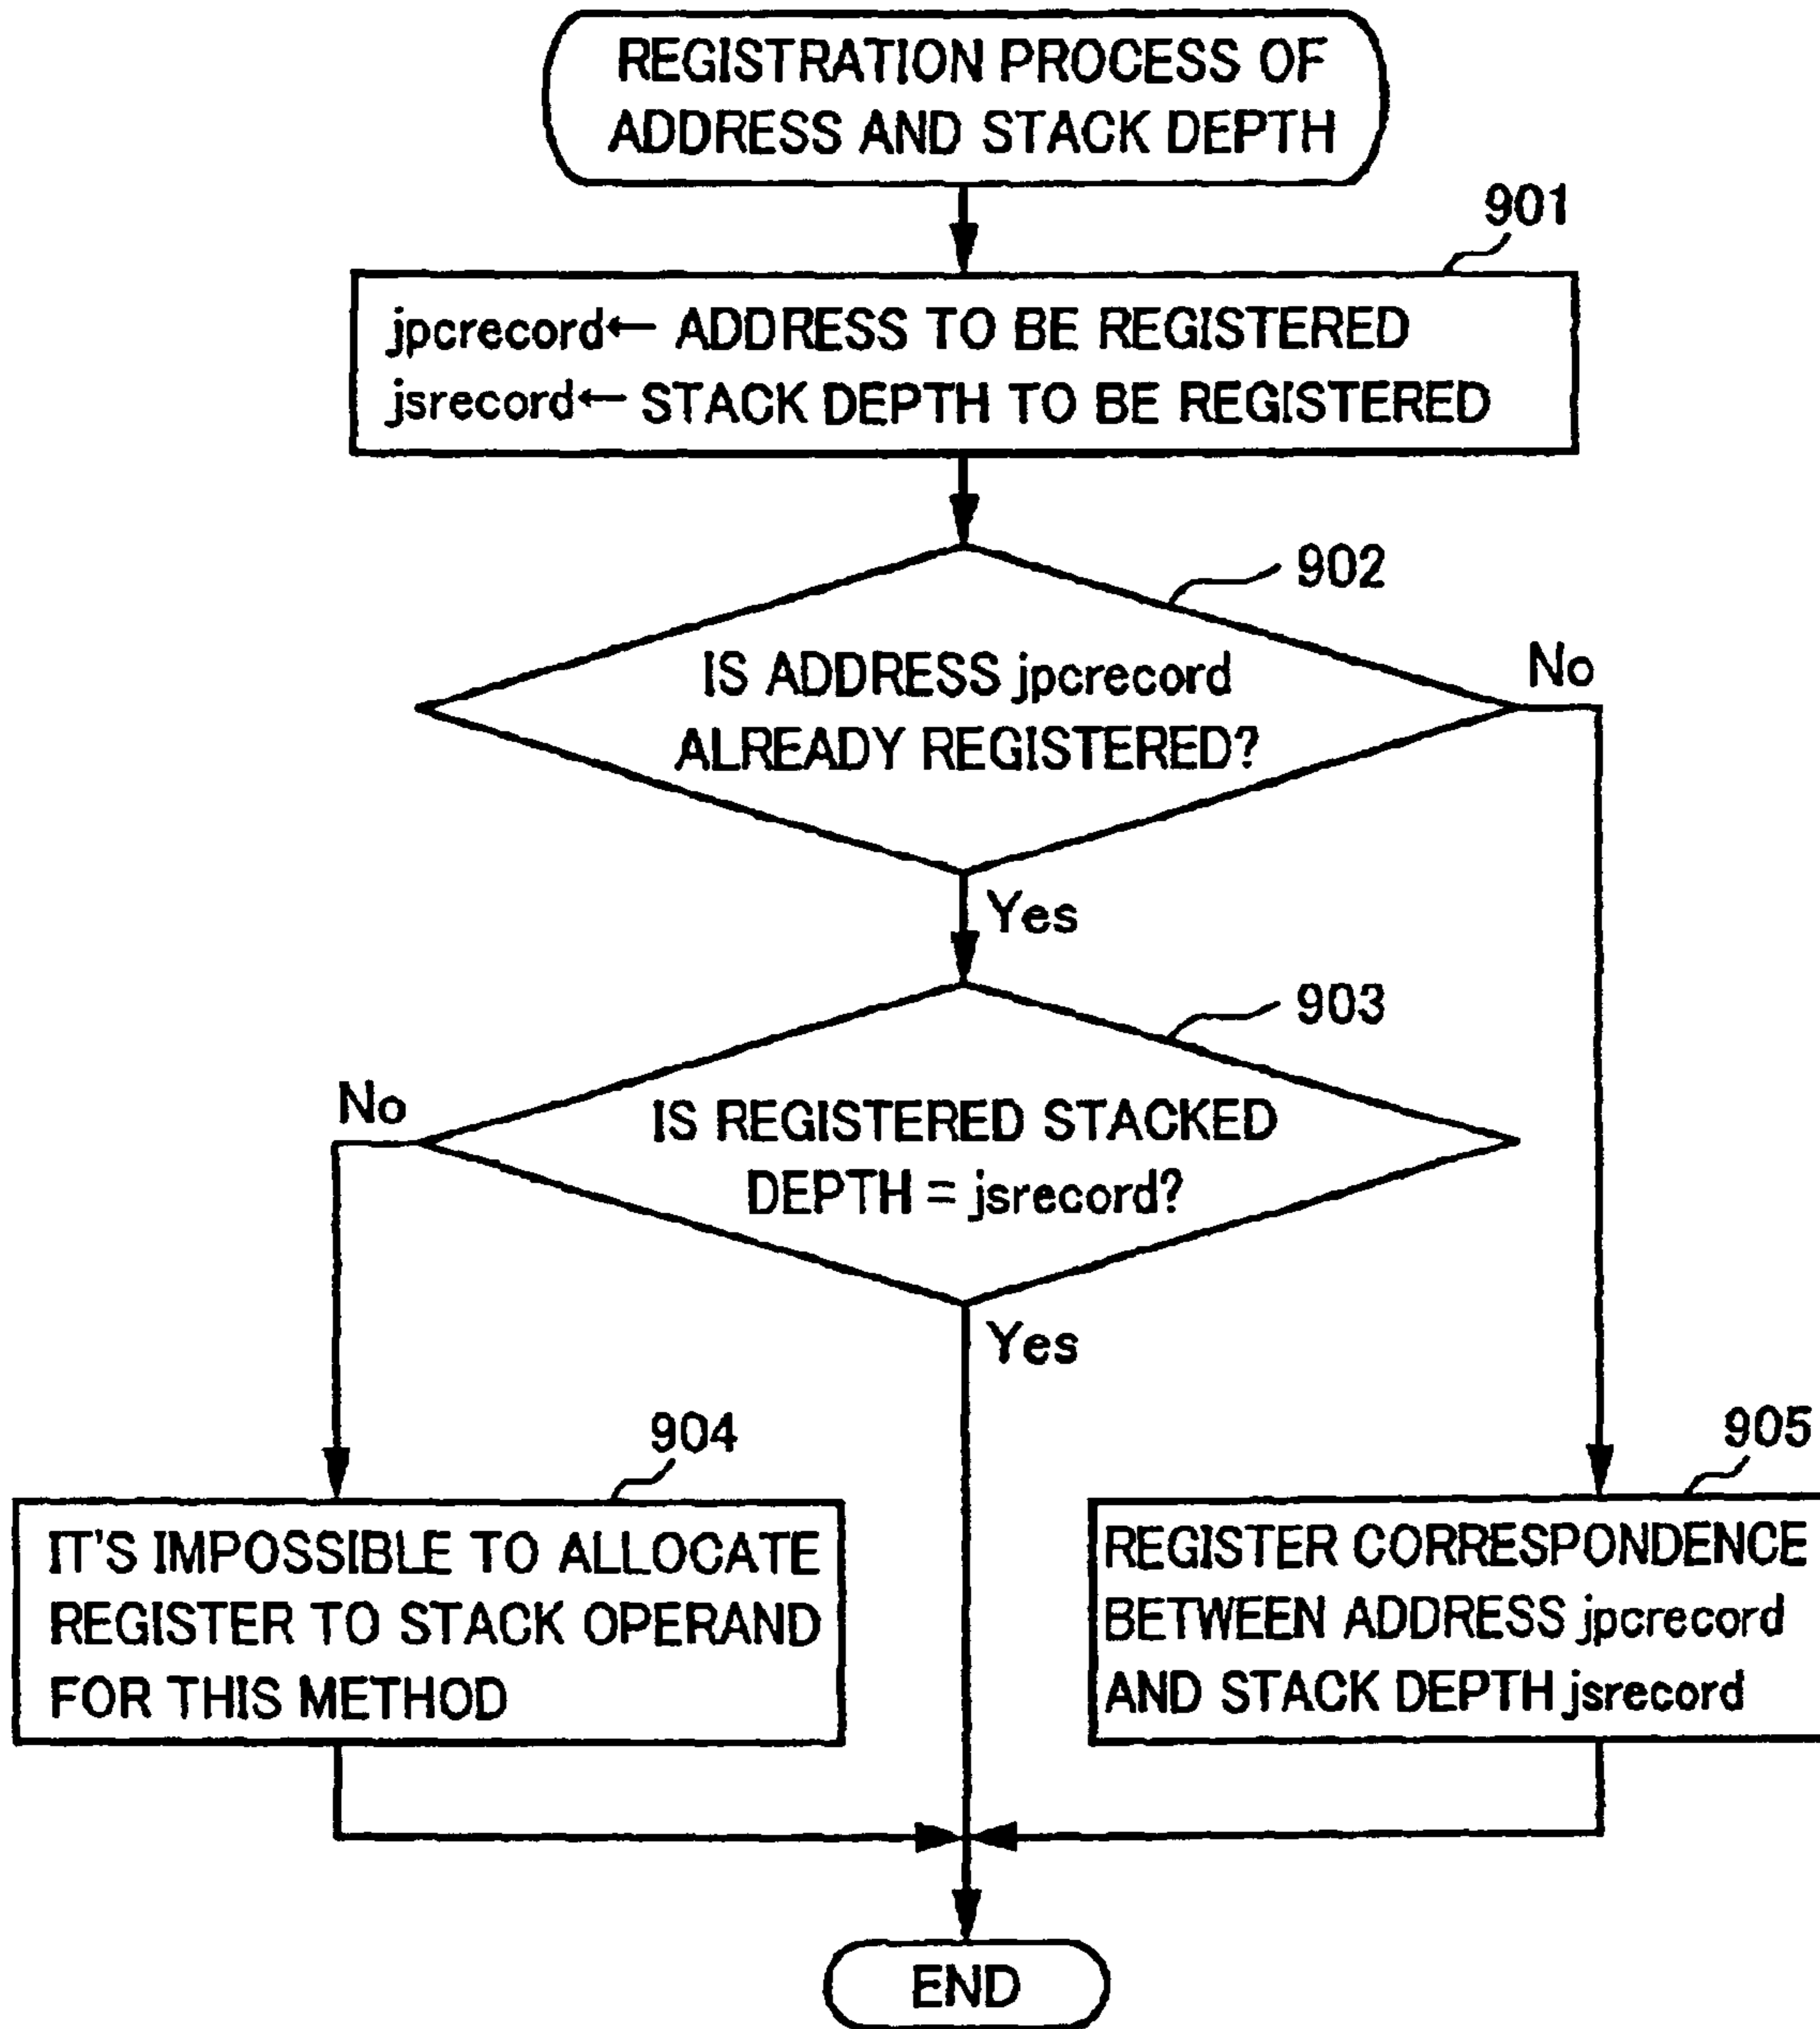 REGISTRATION PROCESS OF
ADDRESS AND STACK DEPTH
901
jpcrecord← ADDRESS TO BE REGISTERED
jsrecord← STACK DEPTH TO BE REGISTERED
902
IS ADDRESS jpcrecord
ALREADY REGISTERED?
No
Yes
903
No
IS REGISTERED STACKED
DEPTH = jsrecord?
Yes
904
IT'S IMPOSSIBLE TO ALLOCATE
REGISTER TO STACK OPERAND
FOR THIS METHOD
905
REGISTER CORRESPONDENCE
BETWEEN ADDRESS jpcrecord
AND STACK DEPTH jsrecord
END